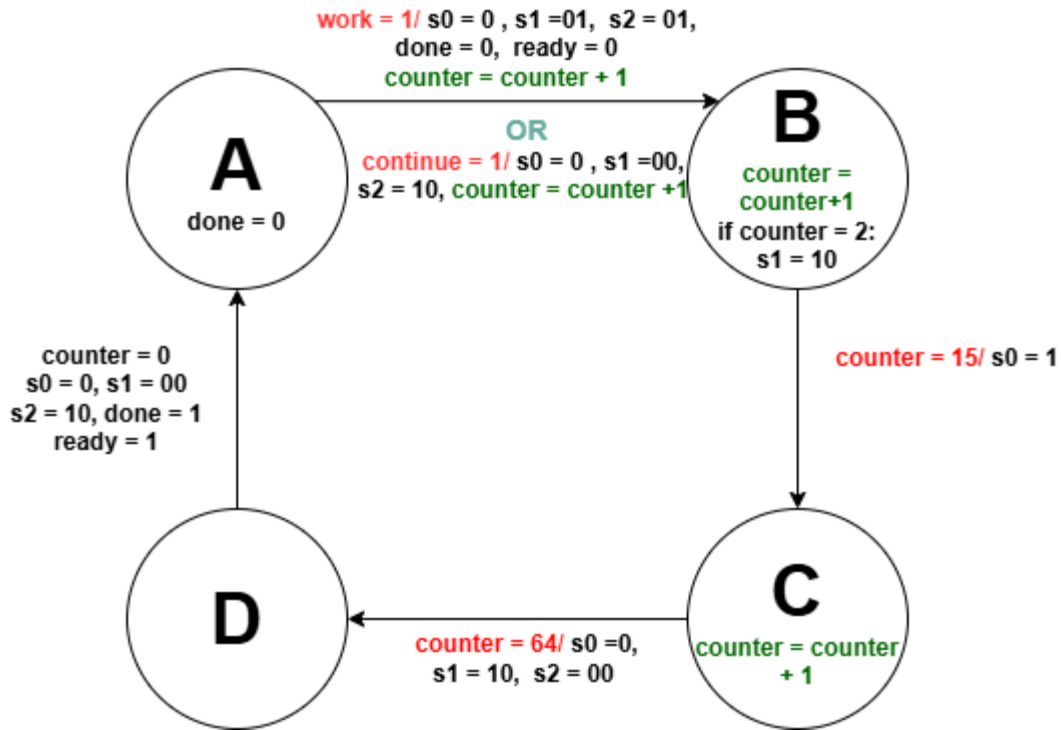 work = 1/ s0 = 0 , s1 =01, s2 = 01,
done = 0, ready = 0
counter = counter + 1
OR
continue = 1/ s0 = 0 , s1 =00,
s2 = 10, counter = counter +1
A
done = 0
B
counter =
counter+1
if counter = 2:
s1 = 10
counter = 0
s0 = 0, s1 = 00
s2 = 10, done = 1
ready = 1
counter = 15/ s0 = 1
D
counter = 64/ s0 =0,
s1 = 10, s2 = 00
C
counter = counter
+ 1